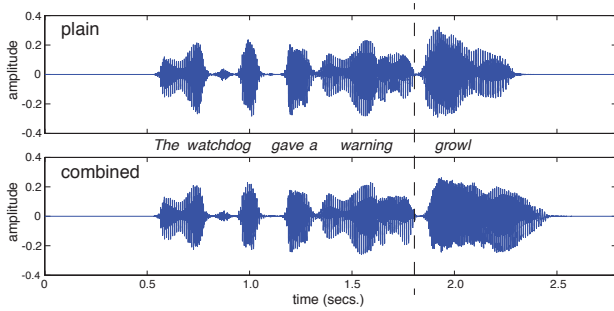 0.4
plain
0.2
0
-0.2
-0.4
amplitude
The watchdog gave a warning growl
0.4
combined
0.2
0
-0.2
-0.4
amplitude
0 0.5 1.0 1.5 2.0 2.5
time (secs.)